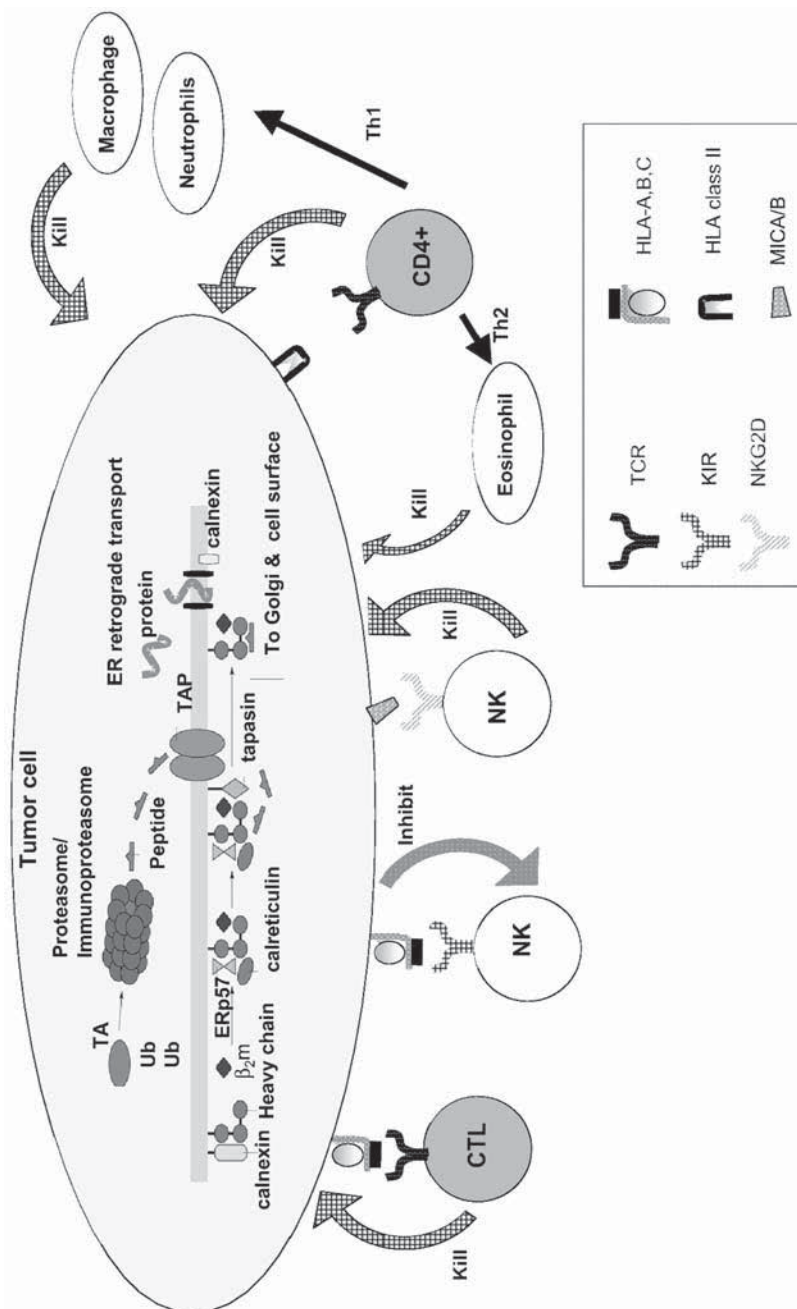 Tumor cell
Proteasome/
Immunoproteasome
TA
Ub
Ub
Peptide
TAP
ER retrograde transport
protein
calnexin
Heavy chain
β₂m
ERp57
calreticulin
tapasin
calnexin
To Golgi & cell surface
Kill
CTL
NK
Inhibit
NK
Kill
Kill
Eosinophil
Th2
CD4+
Kill
Th1
Kill
Macrophage
Neutrophils
TCR
KIR
NKG2D
HLA-A,B,C
HLA class II
MICA/B